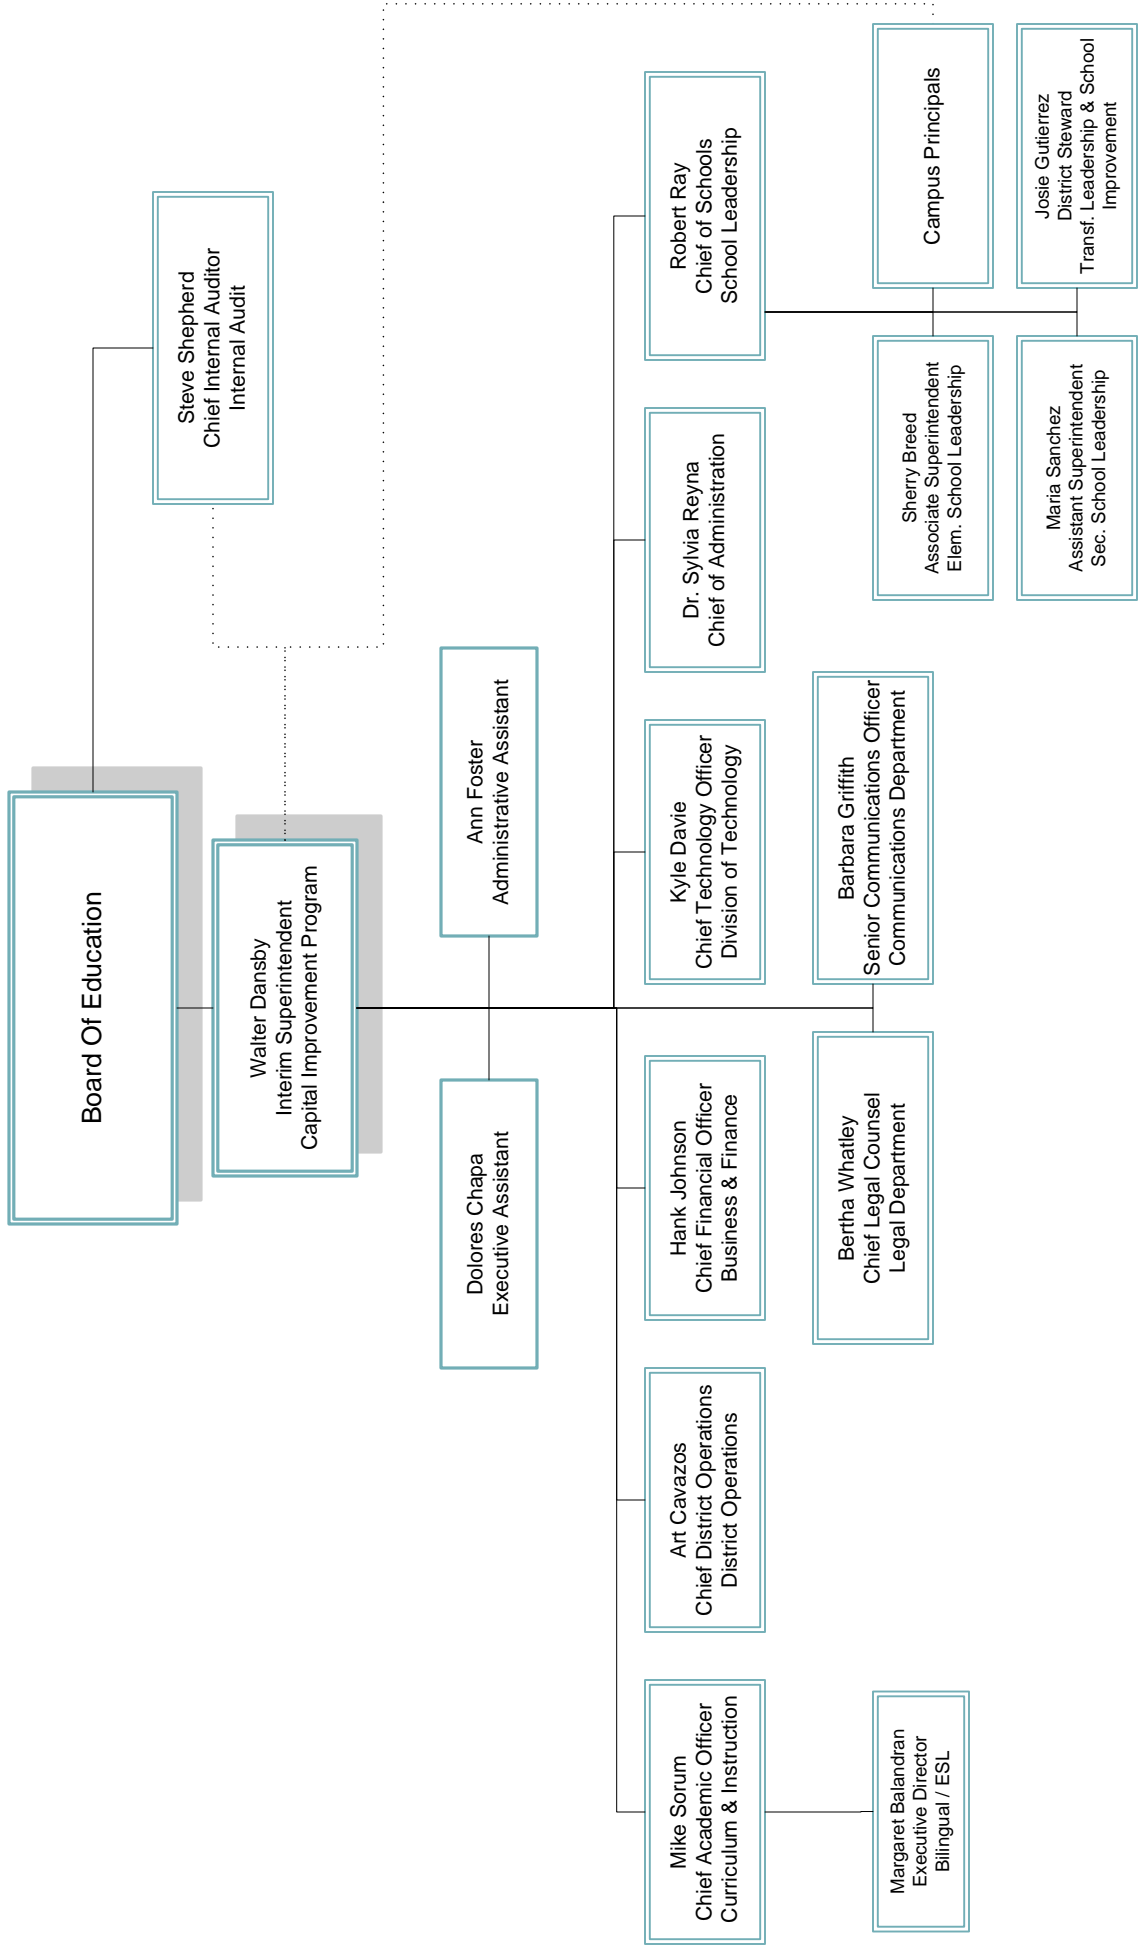 Board Of Education
Steve Shepherd
Chief Internal Auditor
Internal Audit
Walter Dansby
Interim Superintendent
Capital Improvement Program
Dolores Chapa
Executive Assistant
Ann Foster
Administrative Assistant
Mike Sorum
Chief Academic Officer
Curriculum & Instruction
Art Cavazos
Chief District Operations
District Operations
Hank Johnson
Chief Financial Officer
Business & Finance
Kyle Davie
Chief Technology Officer
Division of Technology
Dr. Sylvia Reyna
Chief of Administration
Robert Ray
Chief of Schools
School Leadership
Bertha Whatley
Chief Legal Counsel
Legal Department
Barbara Griffith
Senior Communications Officer
Communications Department
Margaret Balandran
Executive Director
Bilingual / ESL
Sherry Breed
Associate Superintendent
Elem. School Leadership
Campus Principals
Maria Sanchez
Assistant Superintendent
Sec. School Leadership
Josie Gutierrez
District Steward
Transf. Leadership & School
Improvement